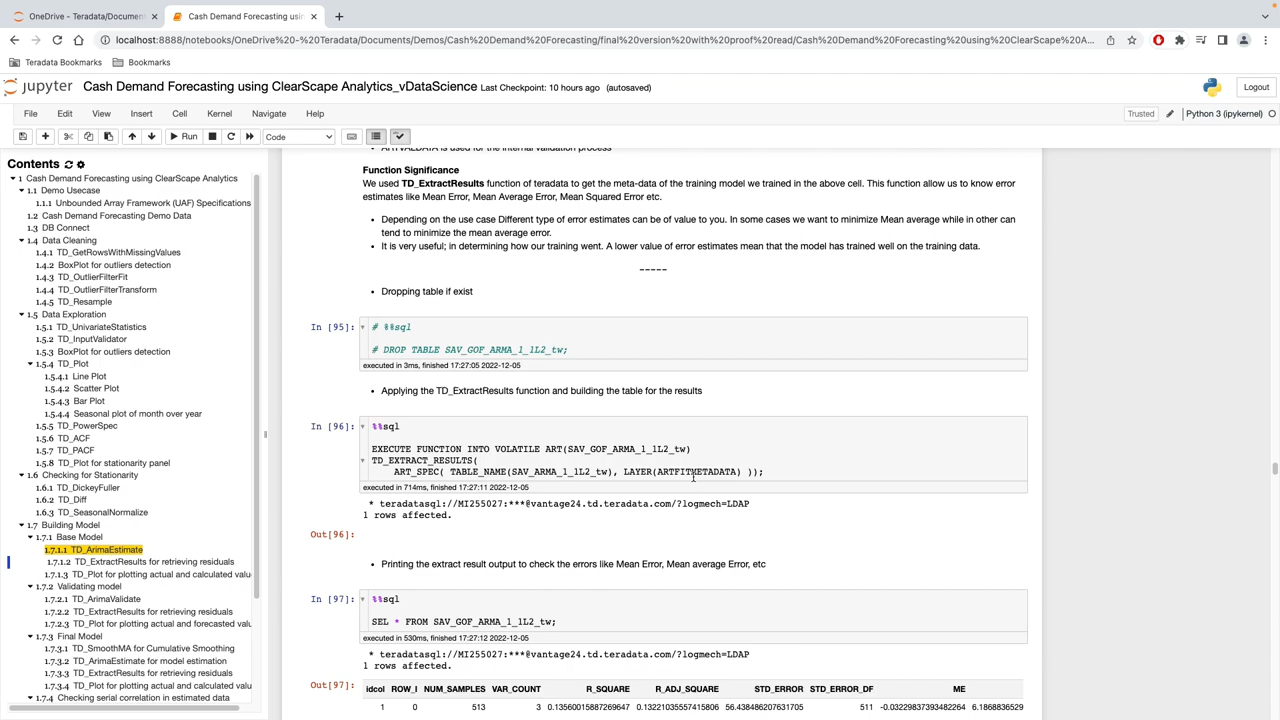 OneDrive - Teradata/Document
Cash Demand Forecasting usin
localhost:8888/notebooks/OneDrive%20-%20Teradata/Documents/Demos/Cash%20Demand%20Forecasting/final%20version%20with%20proof%20read/Cash%20Demand%20Forecasting%20using%20ClearScape%20A...
Teradata Bookmarks
Bookmarks
jupyter
Cash Demand Forecasting using ClearScape Analytics_vDataScience Last Checkpoint: 10 hours ago (autosaved)
Logout
File Edit View Insert Cell Kernel Navigate Help
Trusted
Python 3 (ipykernel)
Run
Code
Contents
1 Cash Demand Forecasting using ClearScape Analytics
1.1 Demo Usecase
1.1.1 Unbounded Array Framework (UAF) Specifications
1.2 Cash Demand Forecasting Demo Data
1.3 DB Connect
1.4 Data Cleaning
1.4.1 TD_GetRowsWithMissingValues
1.4.2 BoxPlot for outliers detection
1.4.3 TD_OutlierFilterFit
1.4.4 TD_OutlierFilterTransform
1.4.5 TD_Resample
1.5 Data Exploration
1.5.1 TD_UnivariateStatistics
1.5.2 TD_InputValidator
1.5.3 BoxPlot for outliers detection
1.5.4 TD_Plot
1.5.4.1 Line Plot
1.5.4.2 Scatter Plot
1.5.4.3 Bar Plot
1.5.4.4 Seasonal plot of month over year
1.5.5 TD_PowerSpec
1.5.6 TD_ACF
1.5.7 TD_PACF
1.5.8 TD_Plot for stationarity panel
1.6 Checking for Stationarity
1.6.1 TD_DickeyFuller
1.6.2 TD_Diff
1.6.3 TD_SeasonalNormalize
1.7 Building Model
1.7.1 Base Model
1.7.1.1 TD_ArimaEstimate
1.7.1.2 TD_ExtractResults for retrieving residuals
1.7.1.3 TD_Plot for plotting actual and calculated valu
1.7.2 Validating model
1.7.2.1 TD_ArimaValidate
1.7.2.2 TD_ExtractResults for retrieving residuals
1.7.2.3 TD_Plot for plotting actual and forecasted valu
1.7.3 Final Model
1.7.3.1 TD_SmoothMA for Cumulative Smoothing
1.7.3.2 TD_ArimaEstimate for model estimation
1.7.3.3 TD_ExtractResults for retrieving residuals
1.7.3.4 TD_Plot for plotting actual and calculated valu
1.7.4 Checking serial correlation in estimated data
ARTVALDATA is used for the internal validation process
Function Significance
We used TD_ExtractResults function of teradata to get the meta-data of the training model we trained in the above cell. This function allow us to know error
estimates like Mean Error, Mean Average Error, Mean Squared Error etc.
• Depending on the use case Different type of error estimates can be of value to you. In some cases we want to minimize Mean average while in other can
tend to minimize the mean average error.
• It is very useful; in determining how our training went. A lower value of error estimates mean that the model has trained well on the training data.
-----
• Dropping table if exist
In [95]:
# %%sql
# DROP TABLE SAV_GOF_ARMA_1_1L2_tw;
executed in 3ms, finished 17:27:05 2022-12-05
• Applying the TD_ExtractResults function and building the table for the results
In [96]:
%%sql
EXECUTE FUNCTION INTO VOLATILE ART(SAV_GOF_ARMA_1_1L2_tw)
TD_EXTRACT_RESULTS(
ART_SPEC( TABLE_NAME(SAV_ARMA_1_1L2_tw), LAYER(ARTFITMETADATA) ));
executed in 714ms, finished 17:27:11 2022-12-05
* teradatasql://MI255027:***@vantage24.td.teradata.com/?logmech=LDAP
1 rows affected.
Out[96]:
• Printing the extract result output to check the errors like Mean Error, Mean average Error, etc
In [97]:
%%sql
SEL * FROM SAV_GOF_ARMA_1_1L2_tw;
executed in 530ms, finished 17:27:12 2022-12-05
* teradatasql://MI255027:***@vantage24.td.teradata.com/?logmech=LDAP
1 rows affected.
Out[97]:
idcol ROW_I NUM_SAMPLES VAR_COUNT R_SQUARE R_ADJ_SQUARE STD_ERROR STD_ERROR_DF ME
1 0 513 3 0.13560015887269647 0.13221035557415806 56.438486207631705 511 -0.03229837393482264 6.1868836529